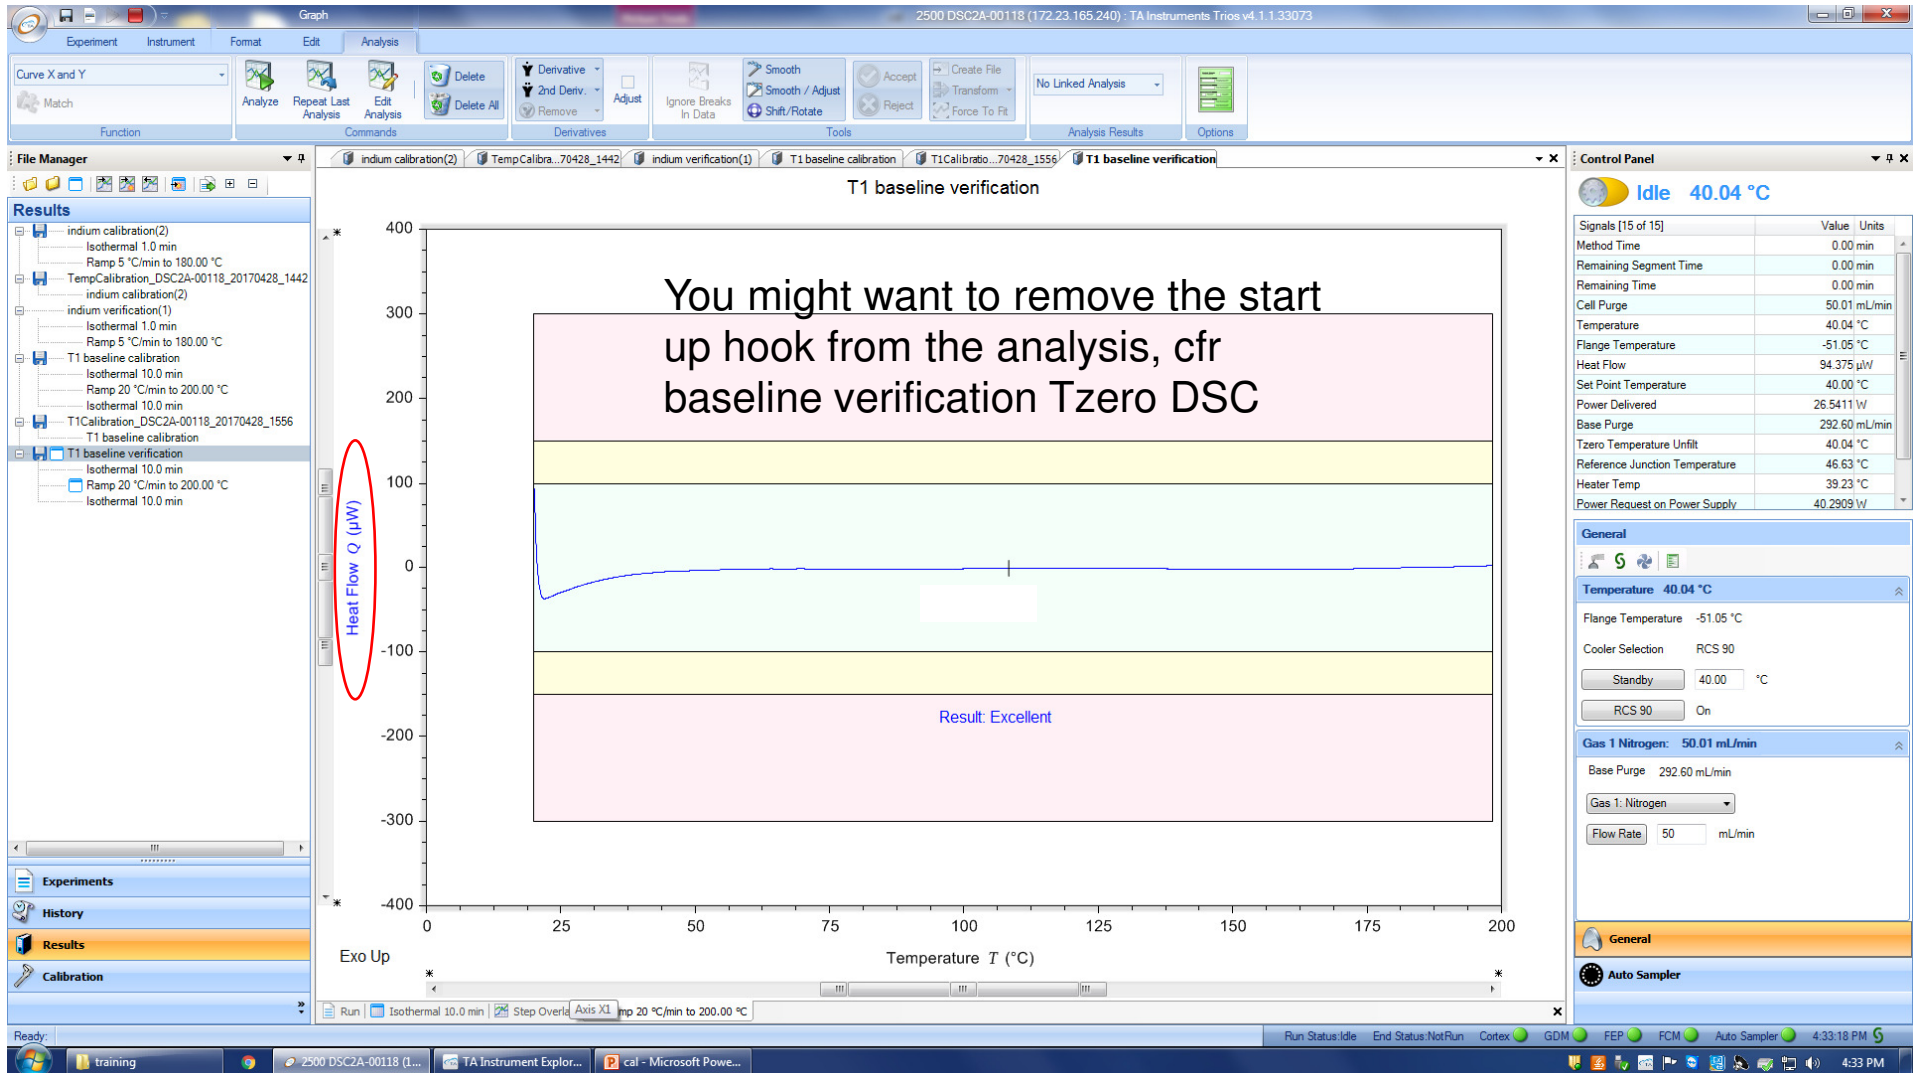 Graph
2500 DSC2A-00118 (172.23.165.240) : TA Instruments Trios v4.1.1.33073
Experiment Instrument Format Edit Analysis
Curve X and Y
Match
Function
Analyze
Repeat Last Analysis
Edit Analysis
Delete
Delete All
Commands
Derivative
2nd Deriv.
Remove
Adjust
Derivatives
Ignore Breaks In Data
Smooth
Smooth / Adjust
Shift/Rotate
Accept
Reject
Create File
Transform
Force To Fit
Tools
No Linked Analysis
Analysis Results
Options
File Manager
Results
indium calibration(2)
Isothermal 1.0 min
Ramp 5 °C/min to 180.00 °C
TempCalibration_DSC2A-00118_20170428_1442
indium calibration(2)
indium verification(1)
Isothermal 1.0 min
Ramp 5 °C/min to 180.00 °C
T1 baseline calibration
Isothermal 10.0 min
Ramp 20 °C/min to 200.00 °C
Isothermal 10.0 min
T1Calibration_DSC2A-00118_20170428_1556
T1 baseline calibration
T1 baseline verification
Isothermal 10.0 min
Ramp 20 °C/min to 200.00 °C
Isothermal 10.0 min
Experiments
History
Results
Calibration
indium calibration(2) TempCalibra...70428_1442 indium verification(1) T1 baseline calibration T1Calibratio...70428_1556 T1 baseline verification
T1 baseline verification
You might want to remove the start
up hook from the analysis, cfr
baseline verification Tzero DSC
400
300
200
100
0
-100
-200
-300
-400
Heat Flow Q (µW)
Result: Excellent
0 25 50 75 100 125 150 175 200
Exo Up
Temperature T (°C)
Run Isothermal 10.0 min Step Overla Axis X1 mp 20 °C/min to 200.00 °C
Control Panel
Idle 40.04 °C
Signals [15 of 15] Value Units
Method Time 0.00 min
Remaining Segment Time 0.00 min
Remaining Time 0.00 min
Cell Purge 50.01 mL/min
Temperature 40.04 °C
Flange Temperature -51.05 °C
Heat Flow 94.375 µW
Set Point Temperature 40.00 °C
Power Delivered 26.5411 W
Base Purge 292.60 mL/min
Tzero Temperature Unfilt 40.04 °C
Reference Junction Temperature 46.63 °C
Heater Temp 39.23 °C
Power Request on Power Supply 40.2909 W
General
Temperature 40.04 °C
Flange Temperature -51.05 °C
Cooler Selection RCS 90
Standby 40.00 °C
RCS 90 On
Gas 1 Nitrogen: 50.01 mL/min
Base Purge 292.60 mL/min
Gas 1: Nitrogen
Flow Rate 50 mL/min
General
Auto Sampler
Ready:
Run Status:Idle End Status:NotRun Cortex GDM FEP FCM Auto Sampler 4:33:18 PM
training
2500 DSC2A-00118 (1...
TA Instrument Explor...
cal - Microsoft Powe...
4:33 PM